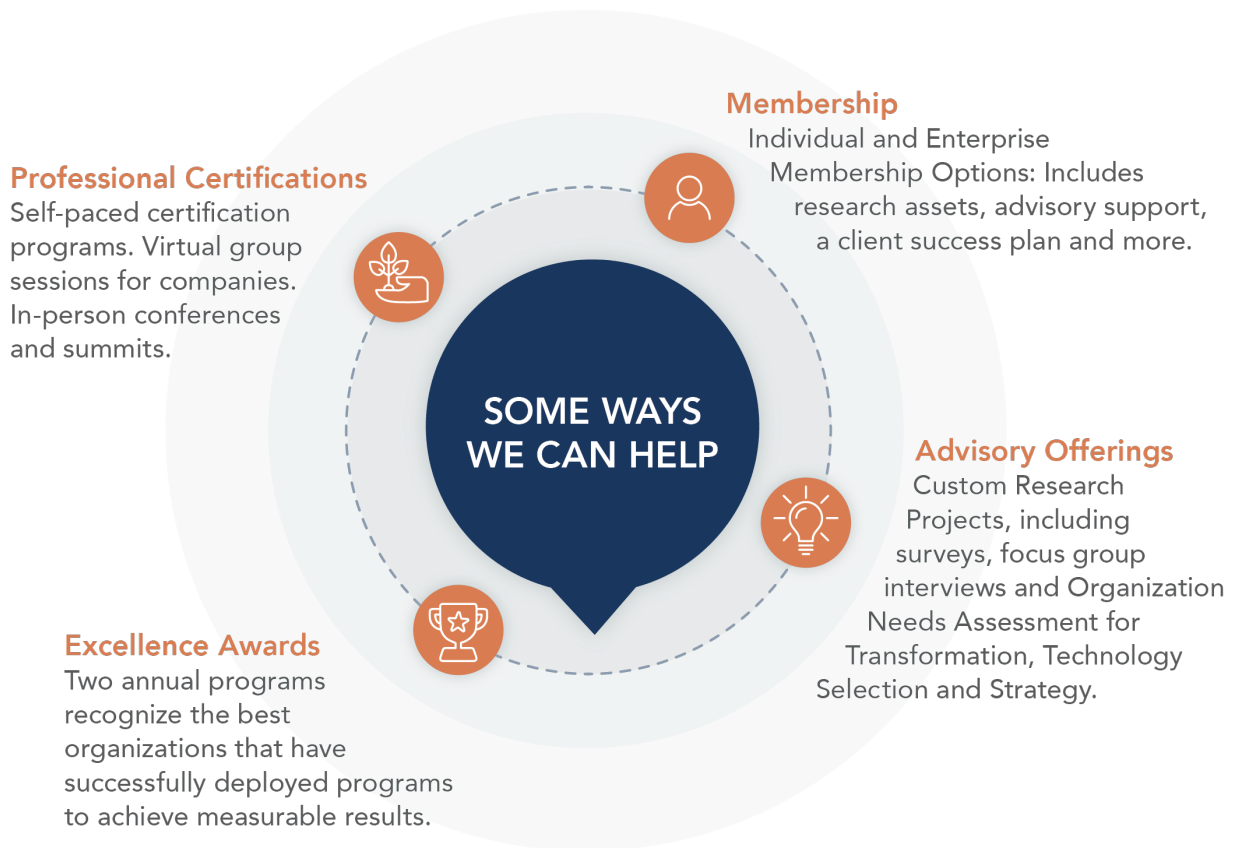 Membership
Individual and Enterprise
Membership Options: Includes
research assets, advisory support,
a client success plan and more.
Professional Certifications
Self-paced certification
programs. Virtual group
sessions for companies.
In-person conferences
and summits.
SOME WAYS
WE CAN HELP
Advisory Offerings
Custom Research
Projects, including
surveys, focus group
interviews and Organization
Needs Assessment for
Transformation, Technology
Selection and Strategy.
Excellence Awards
Two annual programs
recognize the best
organizations that have
successfully deployed programs
to achieve measurable results.